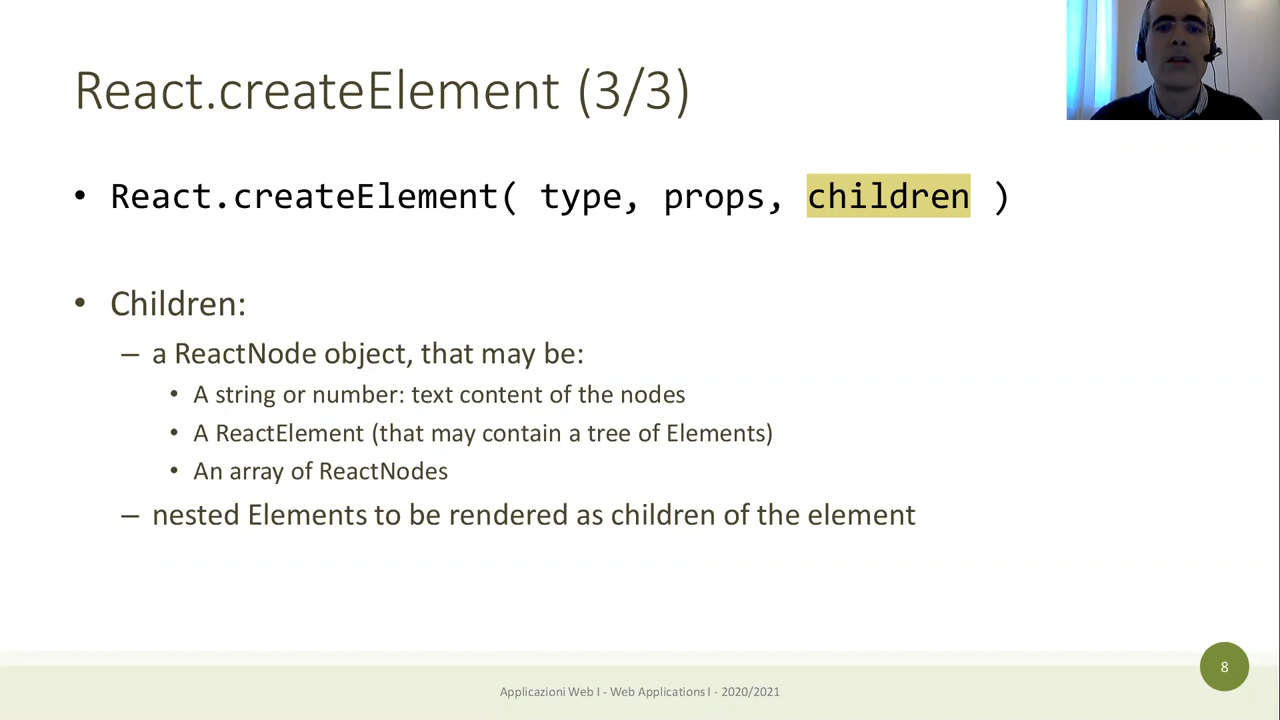 React.createElement (3/3)
• React.createElement( type, props, children )
• Children:
– a ReactNode object, that may be:
• A string or number: text content of the nodes
• A ReactElement (that may contain a tree of Elements)
• An array of ReactNodes
– nested Elements to be rendered as children of the element
8
Applicazioni Web I - Web Applications I - 2020/2021